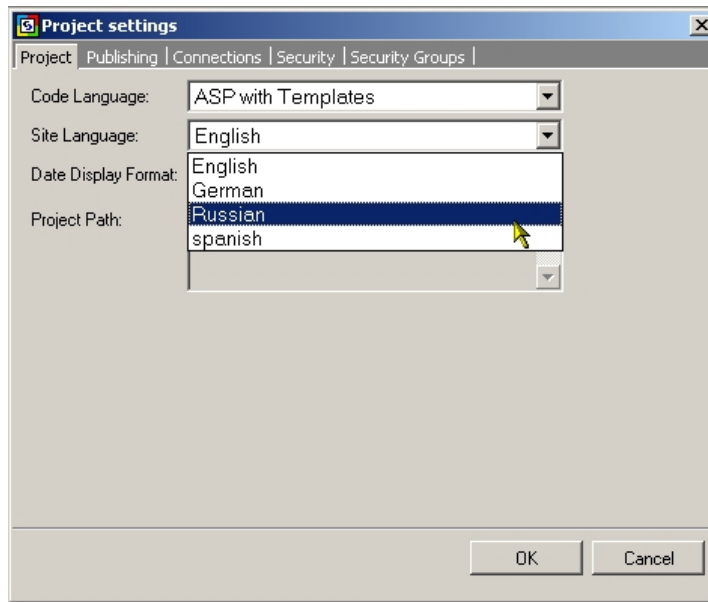 Project settings
Project Publishing Connections Security Security Groups
Code Language: ASP with Templates
Site Language: English
English
Date Display Format:
German
Project Path: Russian
spanish
OK Cancel